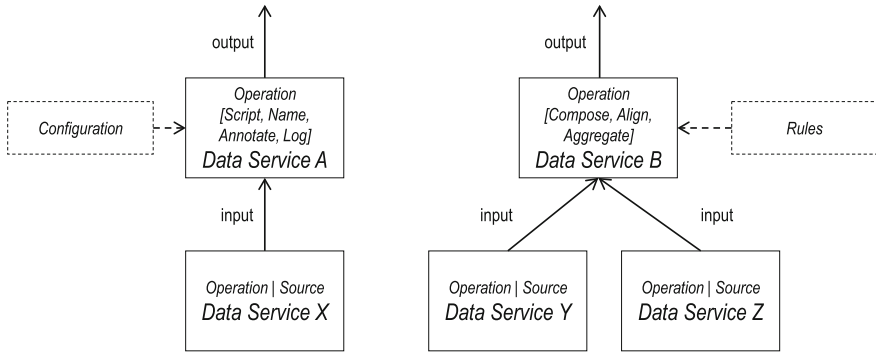 output
output
Operation
[Script, Name,
Annotate, Log]
Data Service A
Configuration
Operation
[Compose, Align,
Aggregate]
Data Service B
Rules
input
input
input
Operation | Source
Data Service X
Operation | Source
Data Service Y
Operation | Source
Data Service Z